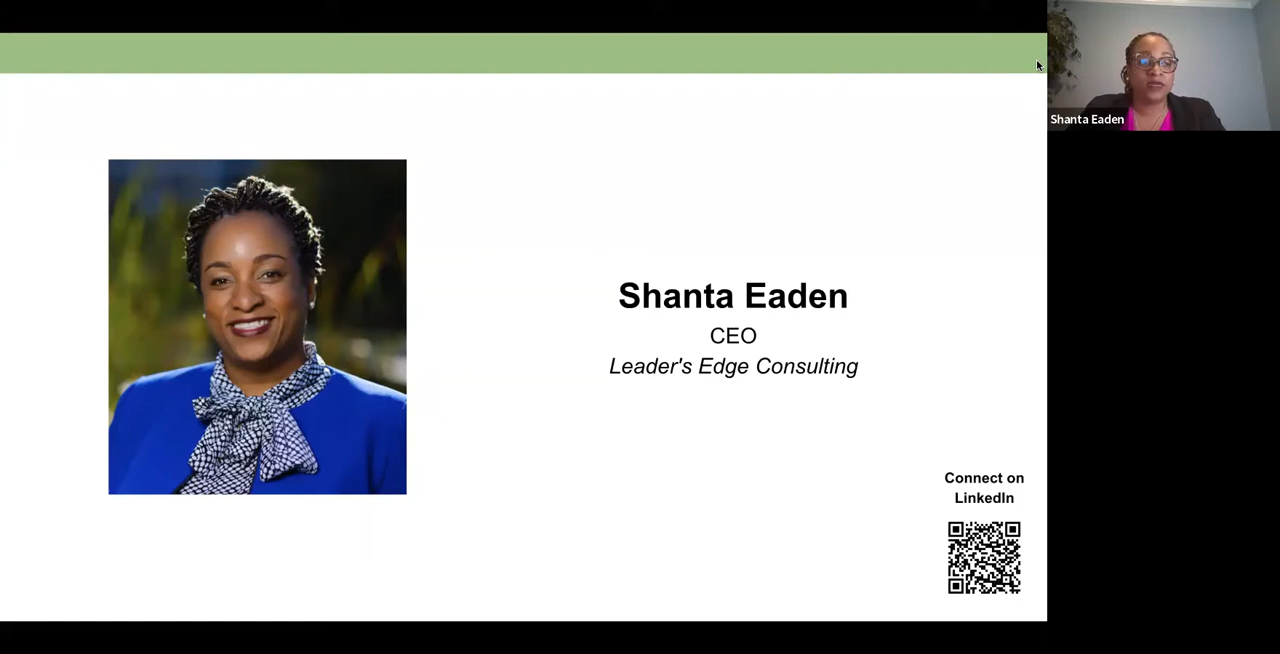 Shanta Eaden
CEO
Leader's Edge Consulting
Connect on
LinkedIn
Shanta Eaden